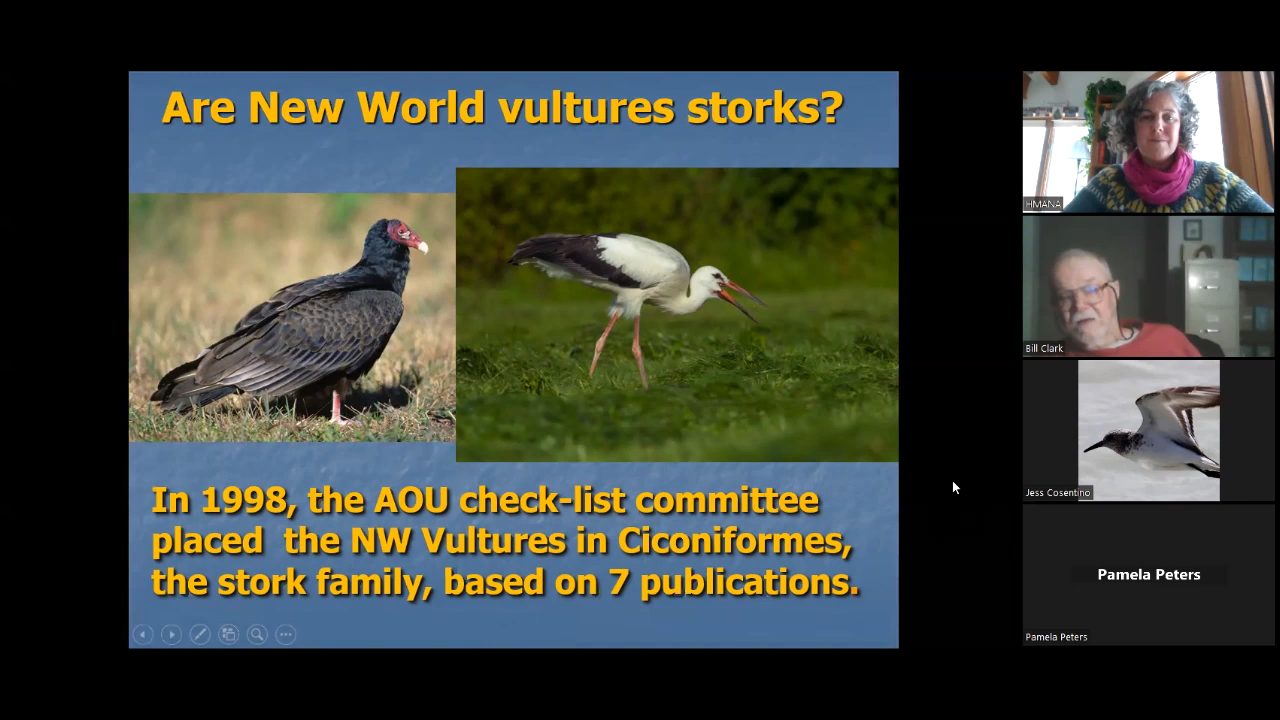 Are New World vultures storks?
In 1998, the AOU check-list committee
placed  the NW Vultures in Ciconiformes,
the stork family, based on 7 publications.
HMANA
Bill Clark
Jess Cosentino
Pamela Peters
Pamela Peters